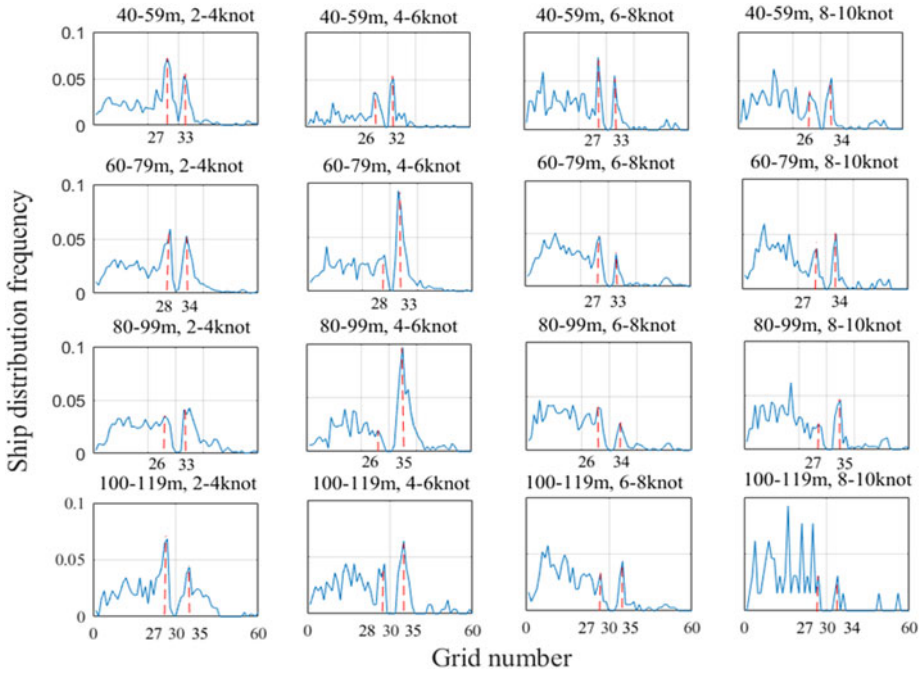 40-59m, 2-4knot 40-59m, 4-6knot 40-59m, 6-8knot 40-59m, 8-10knot
0.1
0.05
0
27 33 26 32 27 33 26 34
60-79m, 2-4knot 60-79m, 4-6knot 60-79m, 6-8knot 60-79m, 8-10knot
0.1
0.05
0
28 34 28 33 27 33 27 34
80-99m, 2-4knot 80-99m, 4-6knot 80-99m, 6-8knot 80-99m, 8-10knot
0.1
0.05
0
26 33 26 35 26 34 27 35
100-119m, 2-4knot 100-119m, 4-6knot 100-119m, 6-8knot 100-119m, 8-10knot
0.1
0.05
0
0 27 30 35 60 0 28 30 35 60 0 27 30 35 60 0 27 30 34 60
Ship distribution frequency
Grid number